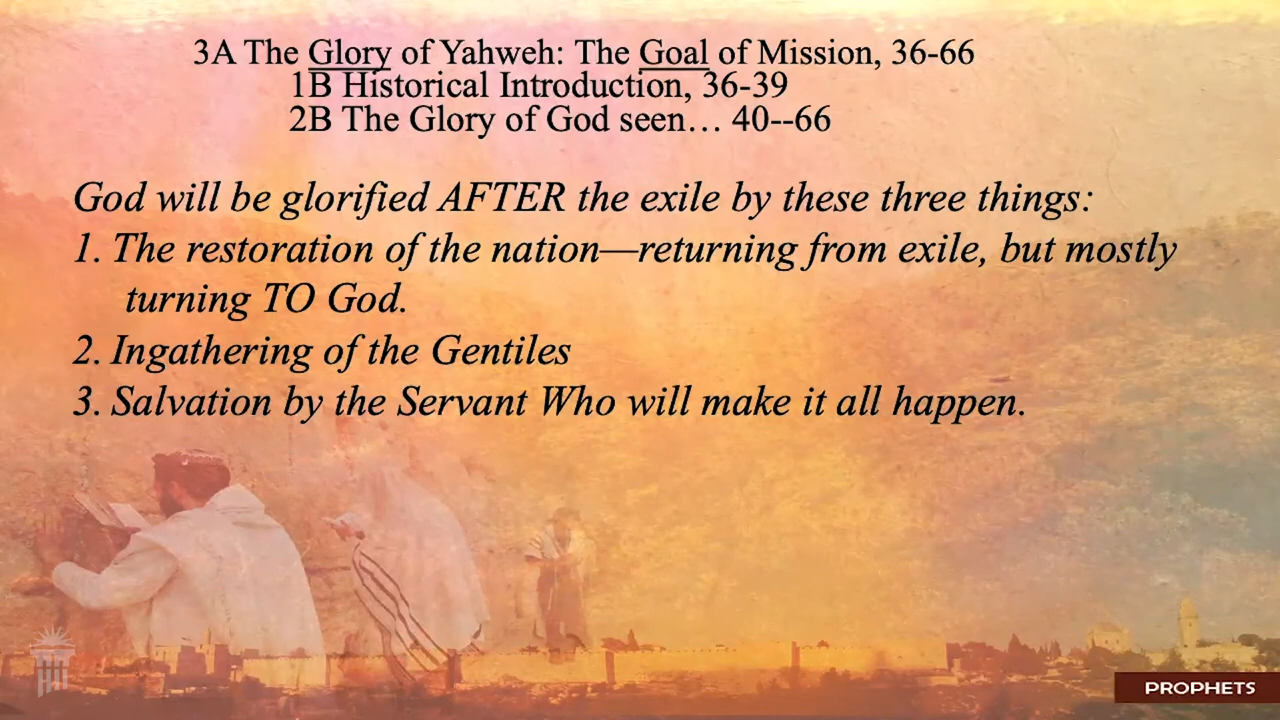 3A The Glory of Yahweh: The Goal of Mission, 36-66
1B Historical Introduction, 36-39
2B The Glory of God seen… 40--66
God will be glorified AFTER the exile by these three things:
1. The restoration of the nation—returning from exile, but mostly
turning TO God.
2. Ingathering of the Gentiles
3. Salvation by the Servant Who will make it all happen.
PROPHETS